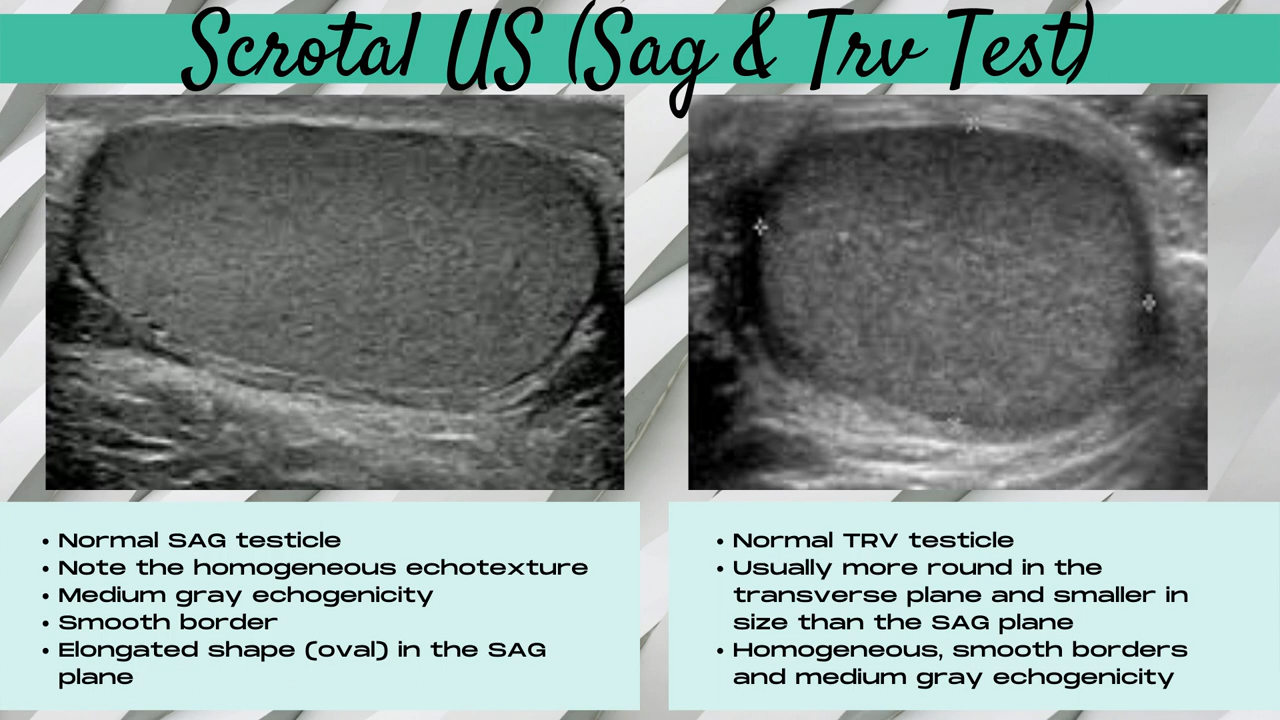 Scrotal US (Sag & Trv Test)
• Normal SAG testicle
• Note the homogeneous echotexture
• Medium gray echogenicity
• Smooth border
• Elongated shape (oval) in the SAG
plane
• Normal TRV testicle
• Usually more round in the
transverse plane and smaller in
size than the SAG plane
• Homogeneous, smooth borders
and medium gray echogenicity